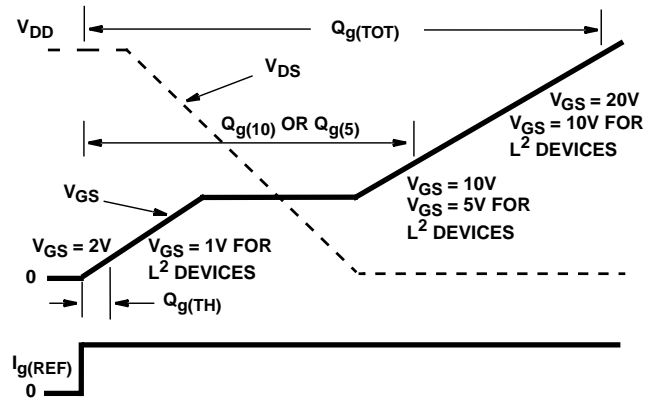 V_DD
Q_g(TOT)
V_DS
V_GS = 20V
V_GS = 10V FOR
L² DEVICES
Q_g(10) OR Q_g(5)
V_GS = 10V
V_GS = 5V FOR
L² DEVICES
V_GS
V_GS = 2V
V_GS = 1V FOR
L² DEVICES
0
Q_g(TH)
I_g(REF)
0